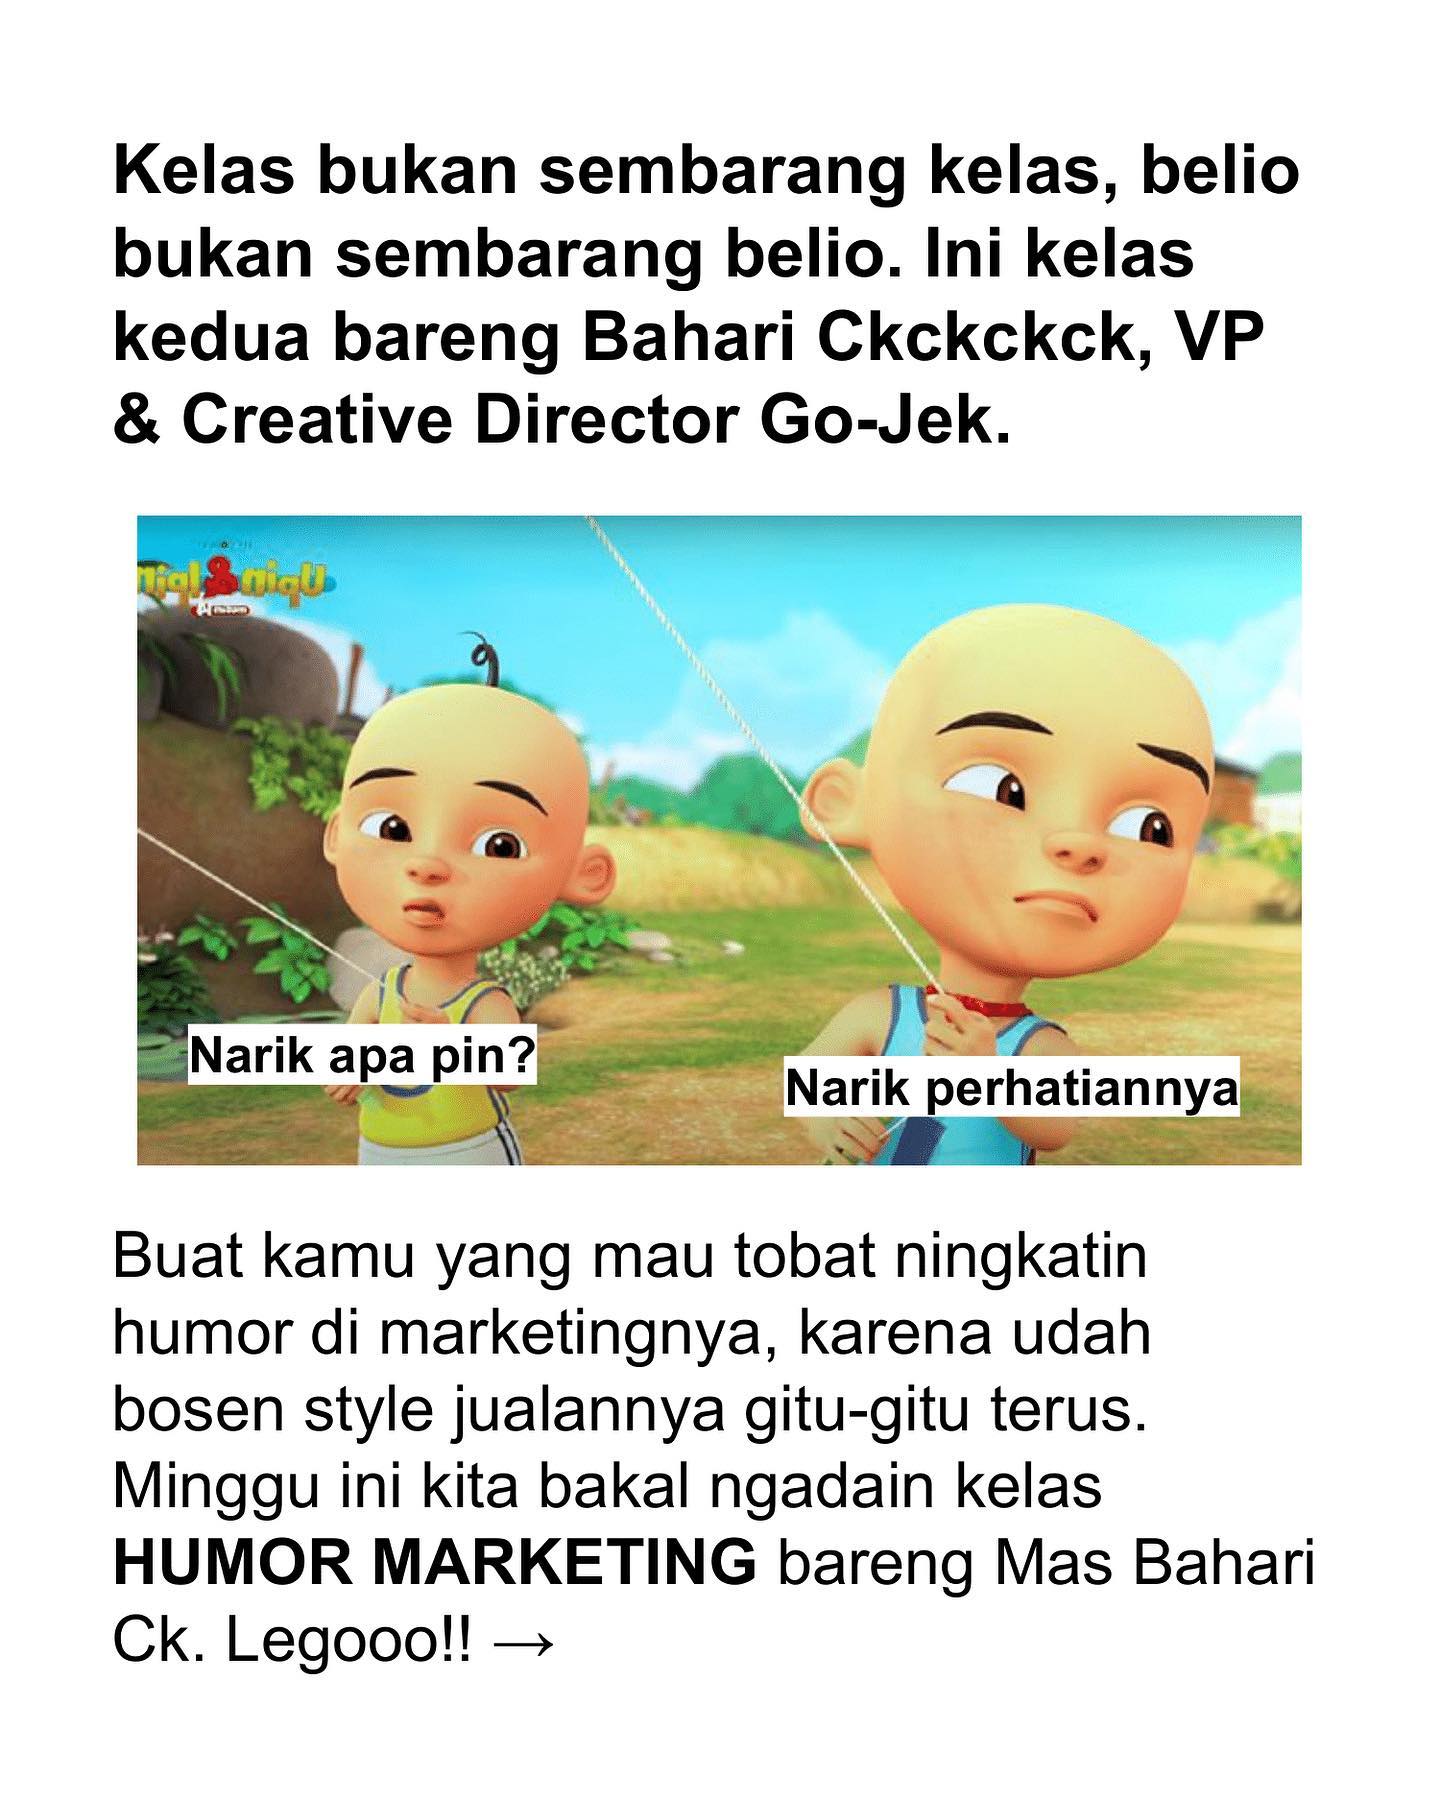 Kelas bukan sembarang kelas, belio
bukan sembarang belio. Ini kelas
kedua bareng Bahari Ckckckck, VP
& Creative Director Go-Jek.
Upin & Ipin
Narik apa pin?
Narik perhatiannya
Buat kamu yang mau tobat ningkatin
humor di marketingnya, karena udah
bosen style jualannya gitu-gitu terus.
Minggu ini kita bakal ngadain kelas
HUMOR MARKETING bareng Mas Bahari
Ck. Legooo!! →